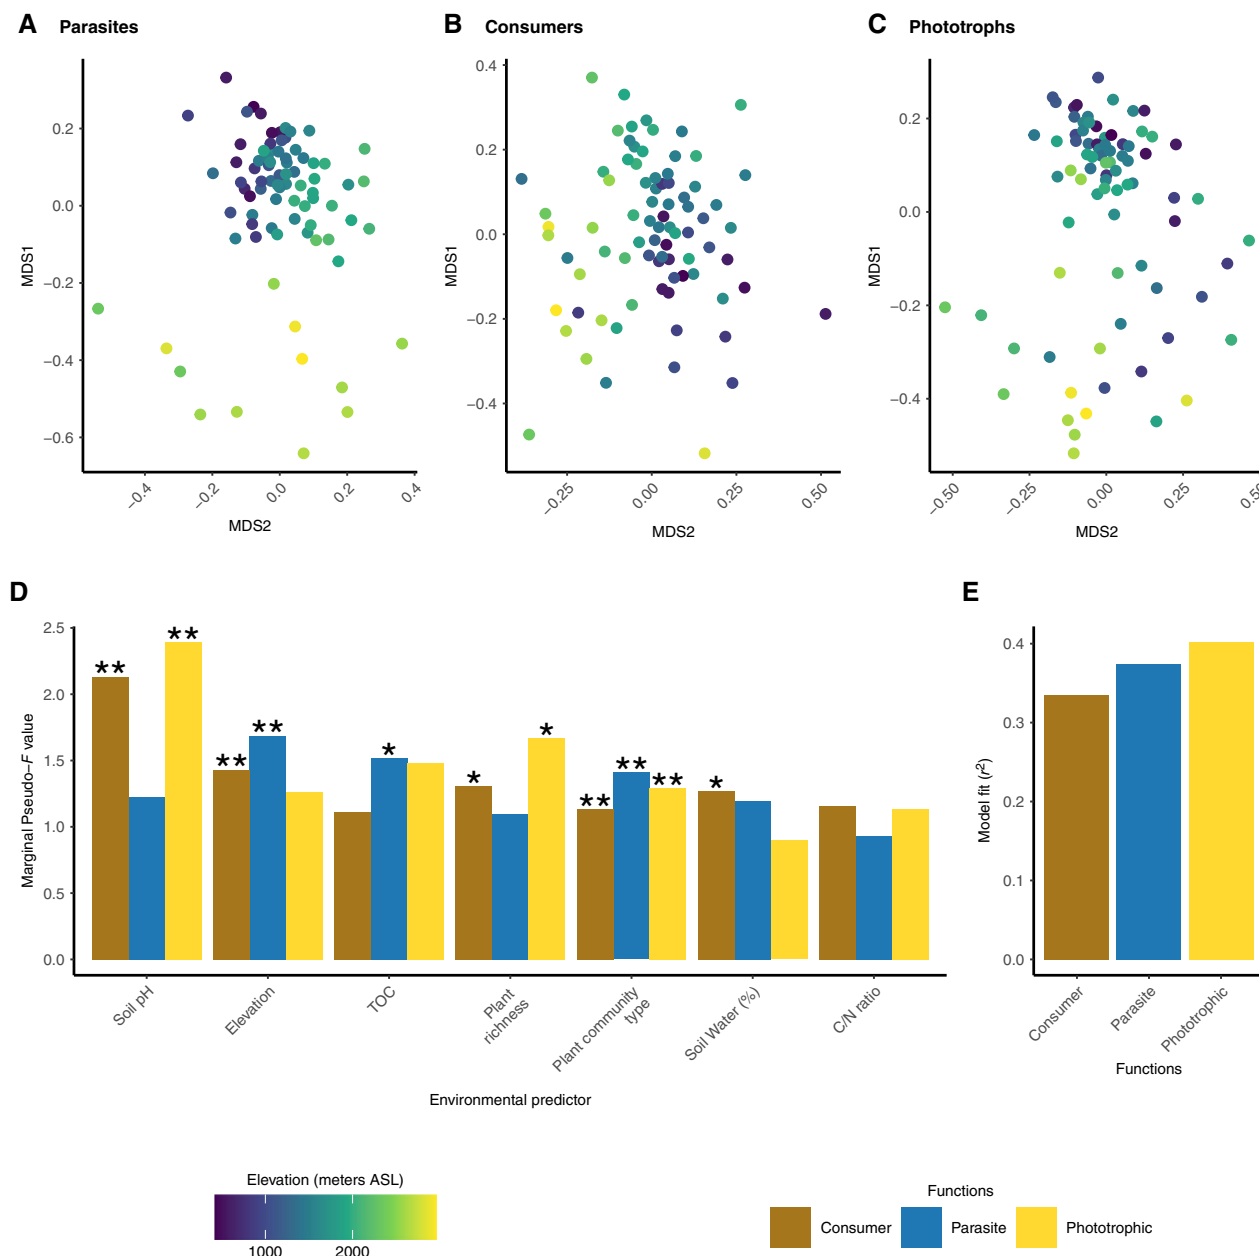 A Parasites
B Consumers
C Phototrophs
0.2
0.0
−0.2
−0.4
−0.6
MDS1
−0.4
−0.2
0.0
0.2
0.4
MDS2
0.4
0.2
0.0
−0.2
−0.4
MDS1
−0.25
0.00
0.25
0.50
MDS2
0.2
0.0
−0.2
−0.4
MDS1
−0.50
−0.25
0.00
0.25
0.50
MDS2
D
2.5
2.0
1.5
1.0
0.5
0.0
Marginal Pseudo−F value
**
**
**
**
*
*
*
**
**
**
*
Soil pH
Elevation
TOC
Plant
richness
Plant community
type
Soil Water (%)
C/N ratio
Environmental predictor
E
0.4
0.3
0.2
0.1
0.0
Model fit (r²)
Consumer
Parasite
Phototrophic
Functions
Elevation (meters ASL)
1000
2000
Functions
Consumer
Parasite
Phototrophic